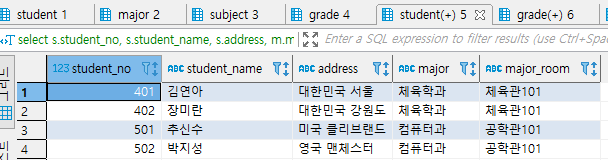 student 1 major 2 subject 3 grade 4 student(+) 5 grade(+) 6
select s.student_no, s.student_name, s.address, m.m Enter a SQL expression to filter results (use Ctrl+Spa
123 student_no ABC student_name ABC address ABC major ABC major_room
1 401 김연아 대한민국 서울 체육학과 체육관101
2 402 장미란 대한민국 강원도 체육학과 체육관101
3 501 추신수 미국 클리브랜드 컴퓨터과 공학관101
4 502 박지성 영국 맨체스터 컴퓨터과 공학관101